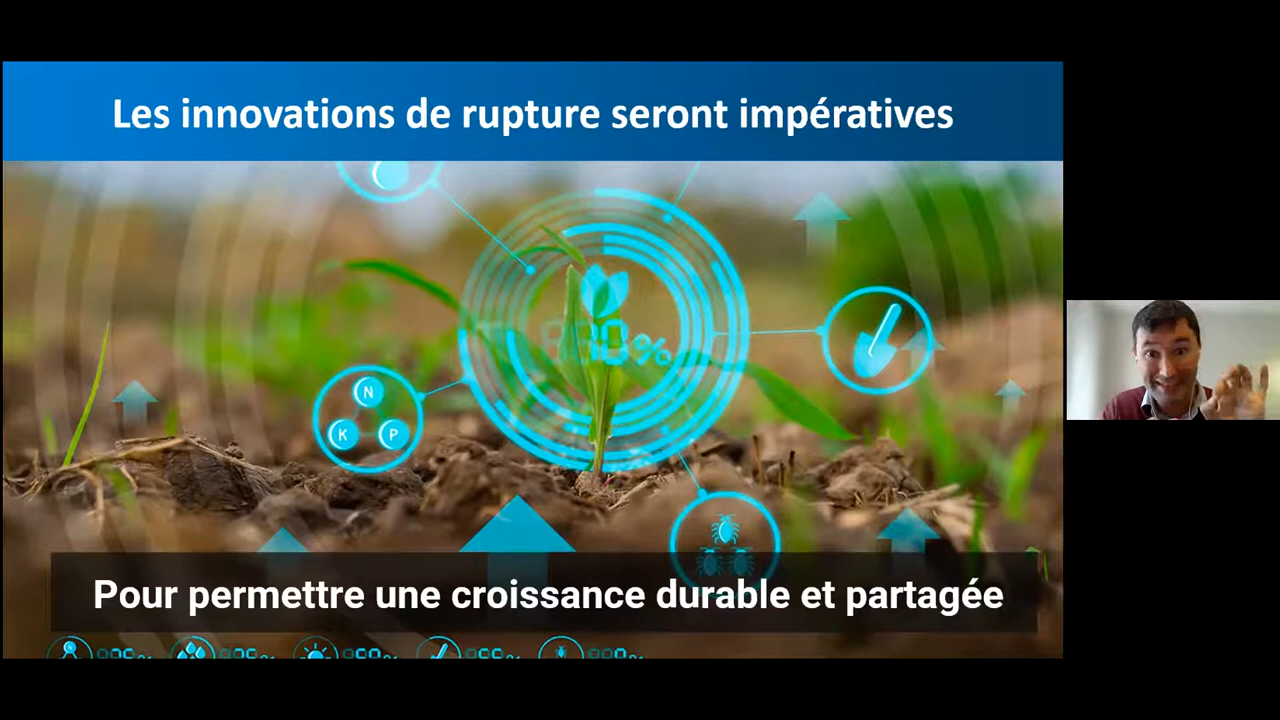 Les innovations de rupture seront impératives
%
N
K
P
Pour permettre une croissance durable et partagée